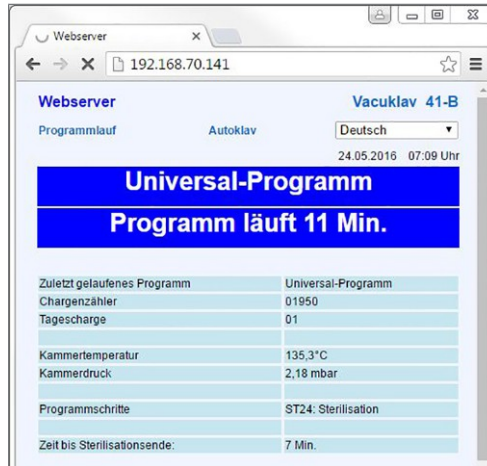 Webserver
192.168.70.141
Webserver Vacuklav 41-B
Programmlauf Autoklav Deutsch
24.05.2016 07:09 Uhr
Universal-Programm
Programm läuft 11 Min.
Zuletzt gelaufenes Programm Universal-Programm
Chargenzähler 01950
Tagescharge 01
Kammertemperatur 135,3°C
Kammerdruck 2,18 mbar
Programmschritte ST24: Sterilisation
Zeit bis Sterilisationsende: 7 Min.